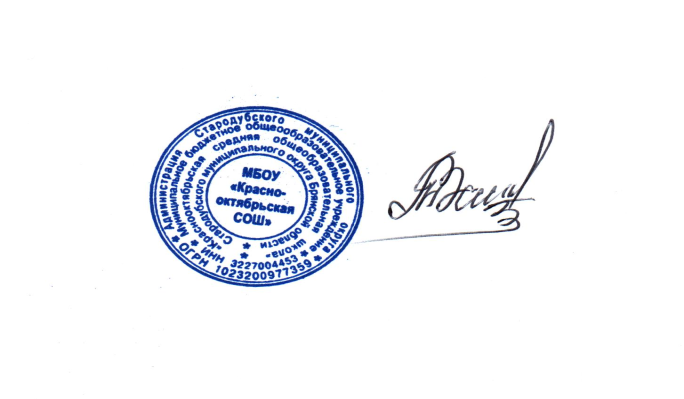 Администрация Стародубского муниципального округа
Муниципальное бюджетное общеобразовательное учреждение
"Краснооктябрьская средняя общеобразовательная школа"
Стародубского муниципального округа Брянской области
ИНН 3227004453
ОГРН 1023200977359
МБОУ
«Красно-
октябрьская
СОШ»